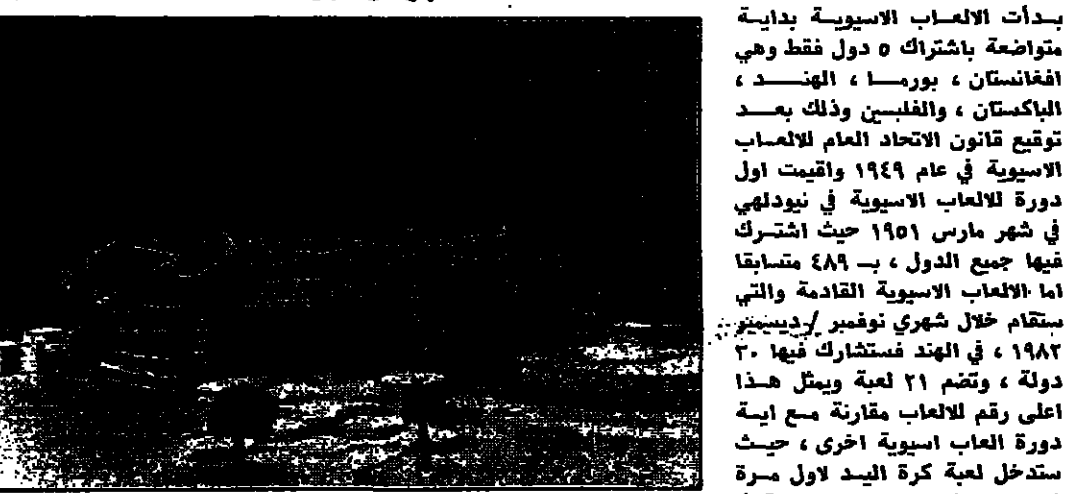 بدأت الالعاب الاسيوية بداية
متواضعة باشتراك ٥ دول فقط وهي
افغانستان ، بورما ، الهند ،
الباكستان ، والفلبين وذلك بعد
توقيع قانون الاتحاد العام للالعاب
الاسيوية في عام ١٩٤٩ واقيمت اول
دورة للالعاب الاسيوية في نيودلهي
في شهر مارس ١٩٥١ حيث اشترك
فيها جميع الدول ، بـ ٤٨٩ متسابقا
اما الالعاب الاسيوية القادمة والتي
ستقام خلال شهري نوفمبر / ديسمبر
١٩٨٢ ، في الهند فستشارك فيها ٣٠
دولة ، وتضم ٢١ لعبة ويمثل هذا
اعلى رقم للالعاب مقارنة مع اية
دورة العاب اسيوية اخرى ، حيث
ستدخل لعبة كرة اليد لاول مرة